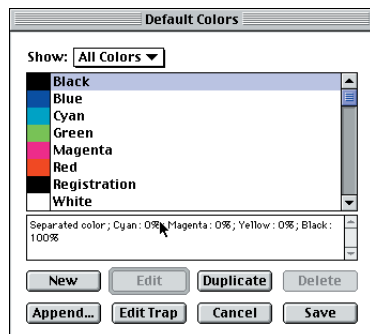 Default Colors
Show: All Colors
Black
Blue
Cyan
Green
Magenta
Red
Registration
White
Separated color; Cyan: 0%; Magenta: 0%; Yellow: 0%; Black:
100%
New Edit Duplicate Delete
Append... Edit Trap Cancel Save